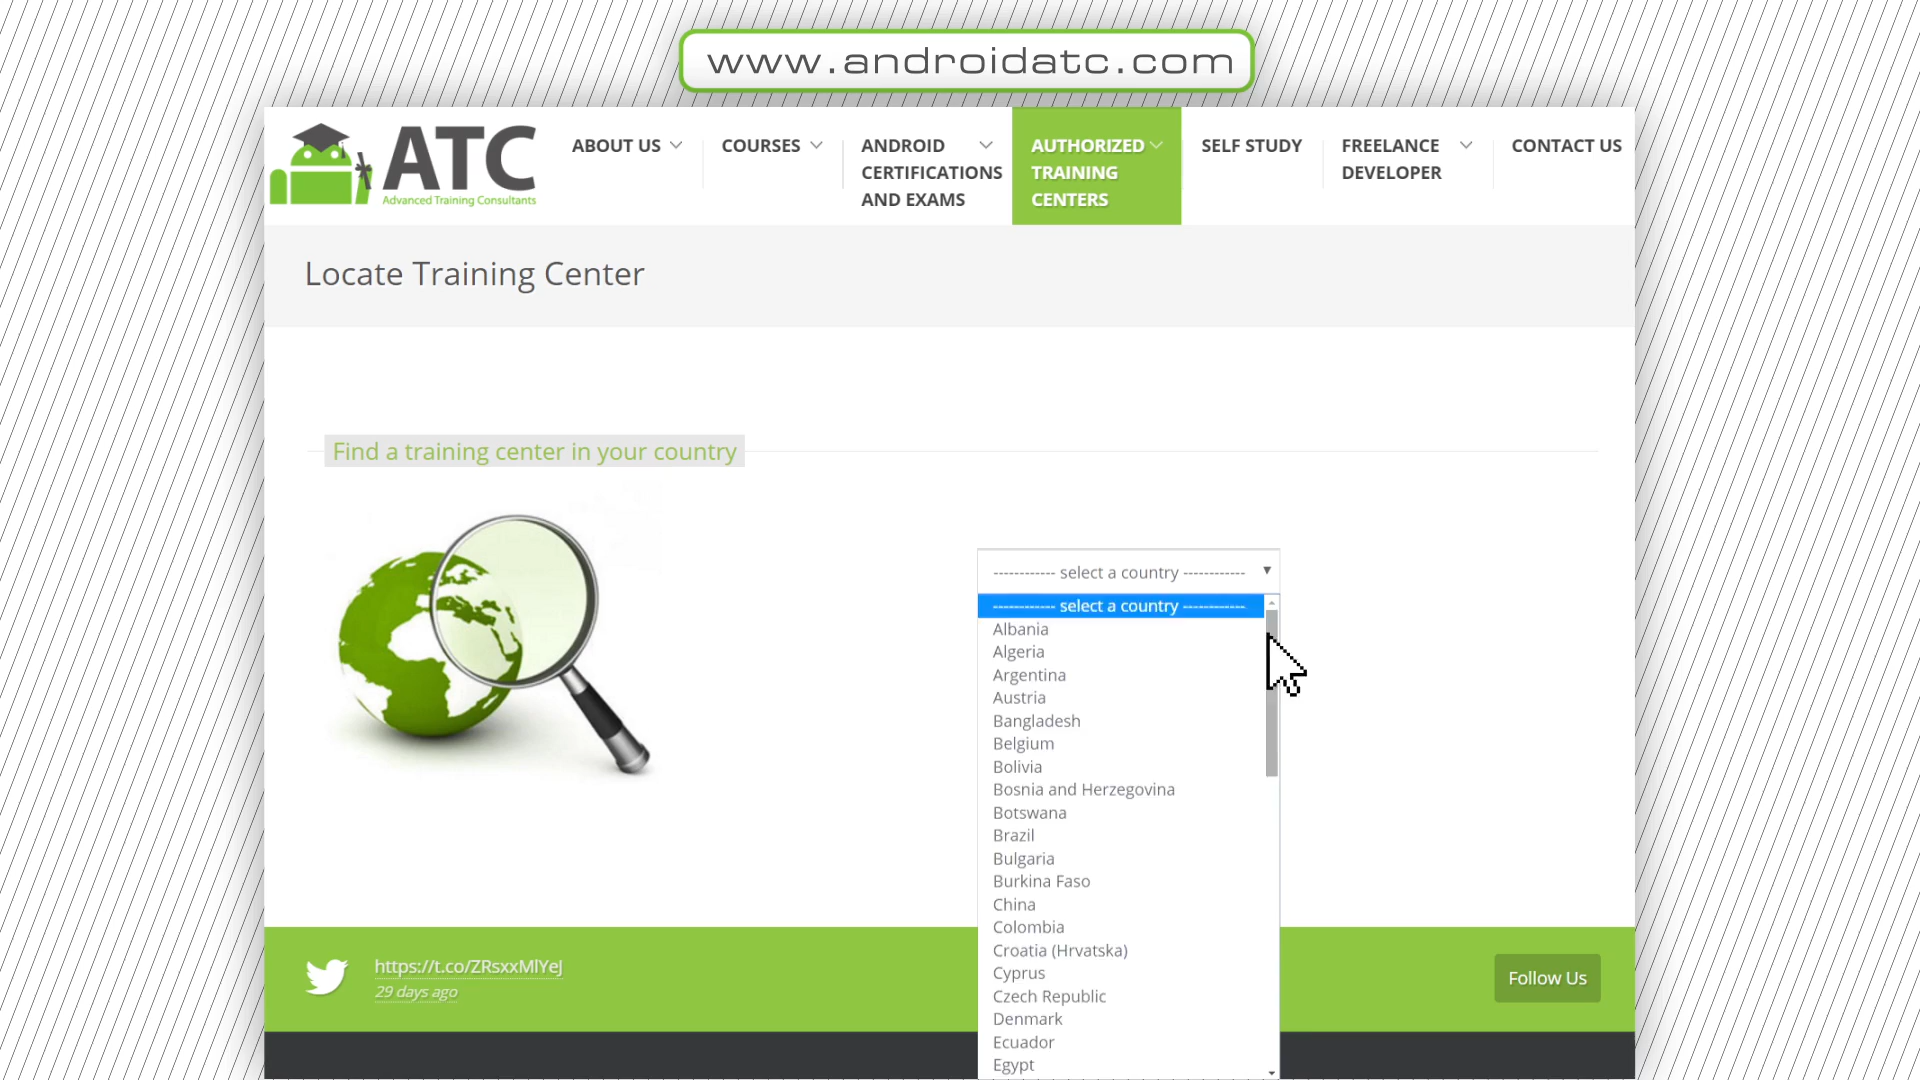 www.androidatc.com
ATC
Advanced Training Consultants
ABOUT US
COURSES
ANDROID
CERTIFICATIONS
AND EXAMS
AUTHORIZED
TRAINING
CENTERS
SELF STUDY
FREELANCE
DEVELOPER
CONTACT US
Locate Training Center
Find a training center in your country
------------ select a country ------------
------------ select a country ------------
Albania
Algeria
Argentina
Austria
Bangladesh
Belgium
Bolivia
Bosnia and Herzegovina
Botswana
Brazil
Bulgaria
Burkina Faso
China
Colombia
Croatia (Hrvatska)
Cyprus
Czech Republic
Denmark
Ecuador
Egypt
https://t.co/ZRsxxMlYeJ
29 days ago
Follow Us